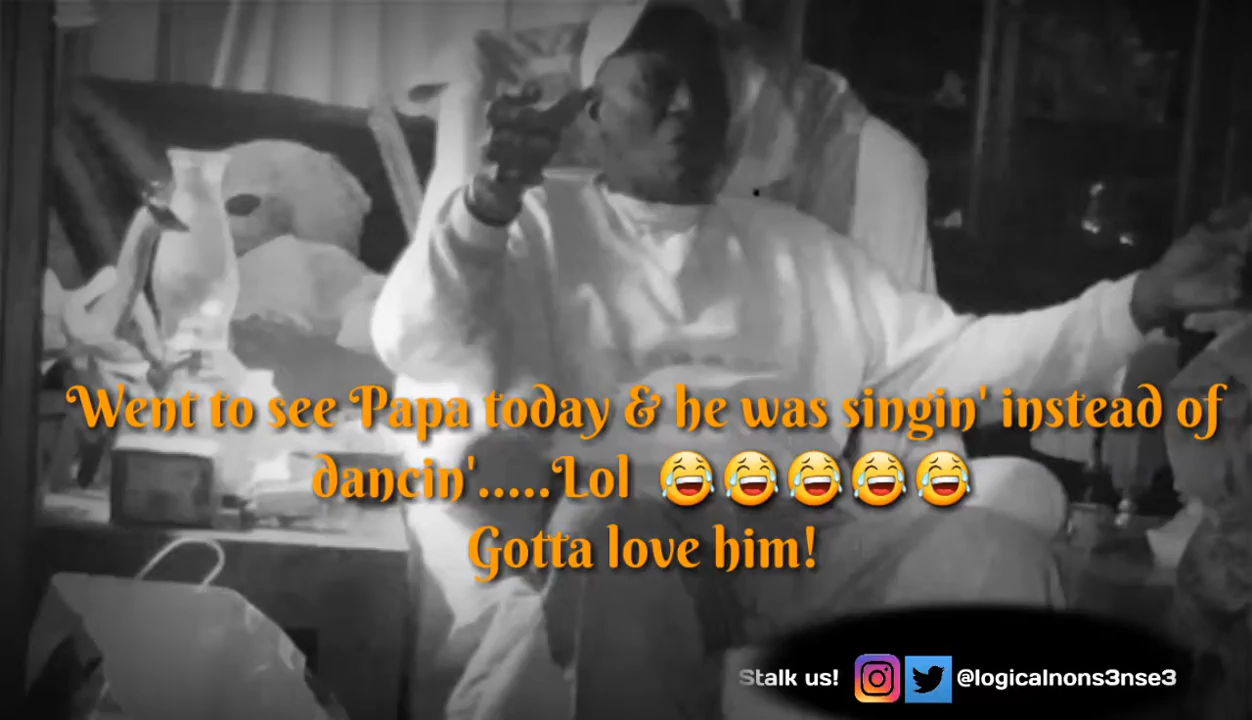 Went to see Papa today & he was singin' instead of
dancin'.....Lol 😂😂😂😂😂
Gotta love him!
Stalk us! @logicalnons3nse3